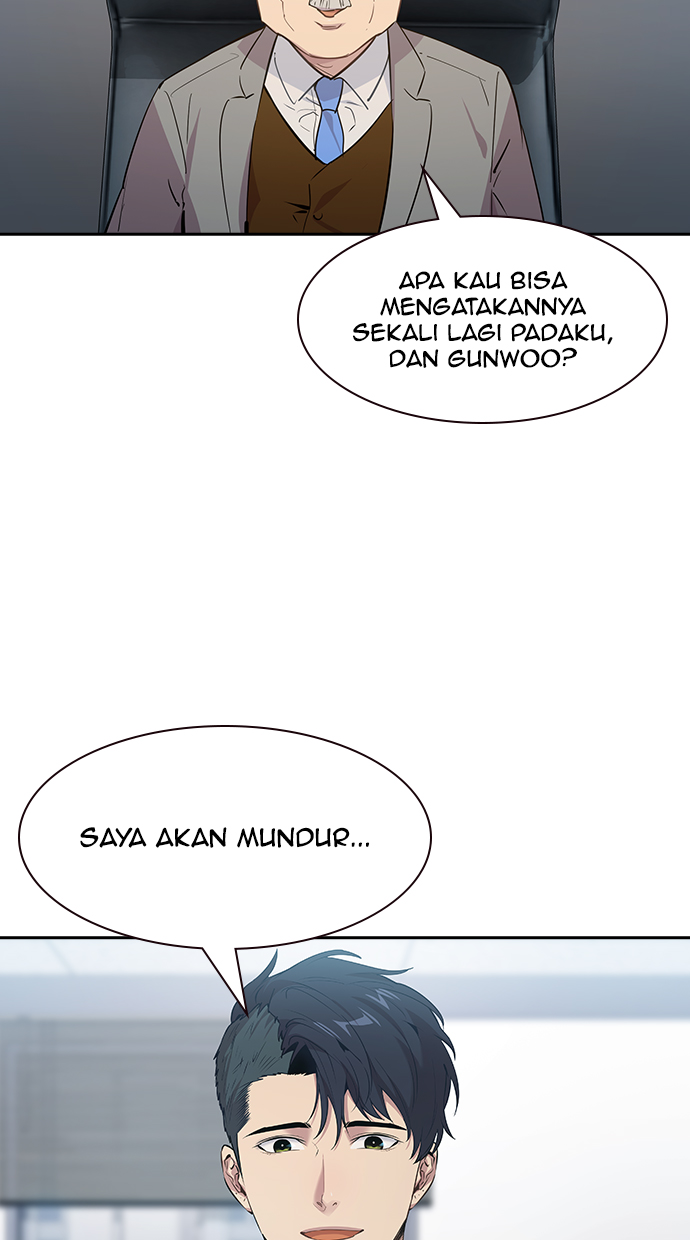 APA KAU BISA
MENGATAKANNYA
SEKALI LAGI PADAKU,
DAN GUNWOO?
SAYA AKAN MUNDUR...